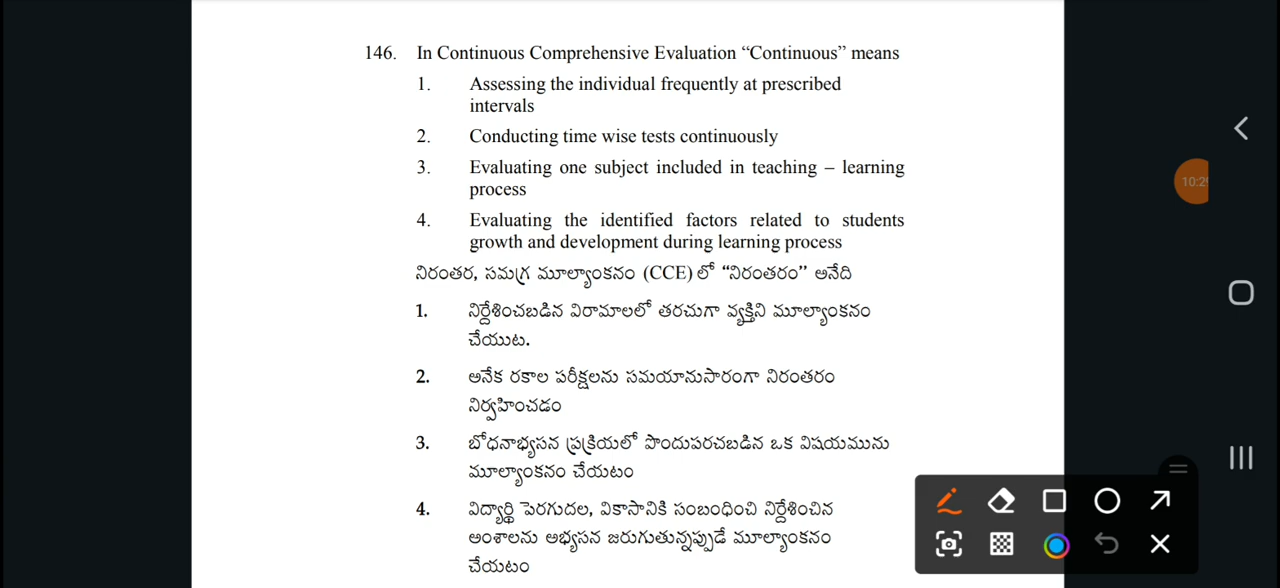 146. In Continuous Comprehensive Evaluation “Continuous” means
1. Assessing the individual frequently at prescribed
intervals
2. Conducting time wise tests continuously
3. Evaluating one subject included in teaching – learning
process
4. Evaluating the identified factors related to students
growth and development during learning process
నిరంతర, సమగ్ర మూల్యాంకనం (CCE) లో “నిరంతరం” అనేది
1. నిర్దేశించబడిన విరామాలలో తరచుగా వ్యక్తిని మూల్యాంకనం
చేయుట.
2. అనేక రకాల పరీక్షలను సమయానుసారంగా నిరంతరం
నిర్వహించడం
3. బోధనాభ్యసన ప్రక్రియలో పొందుపరచబడిన ఒక విషయమును
మూల్యాంకనం చేయటం
4. విద్యార్థి పెరగుదల, వికాసానికి సంబంధించి నిర్దేశించిన
అంశాలను అభ్యసన జరుగుతున్నప్పుడే మూల్యాంకనం
చేయటం